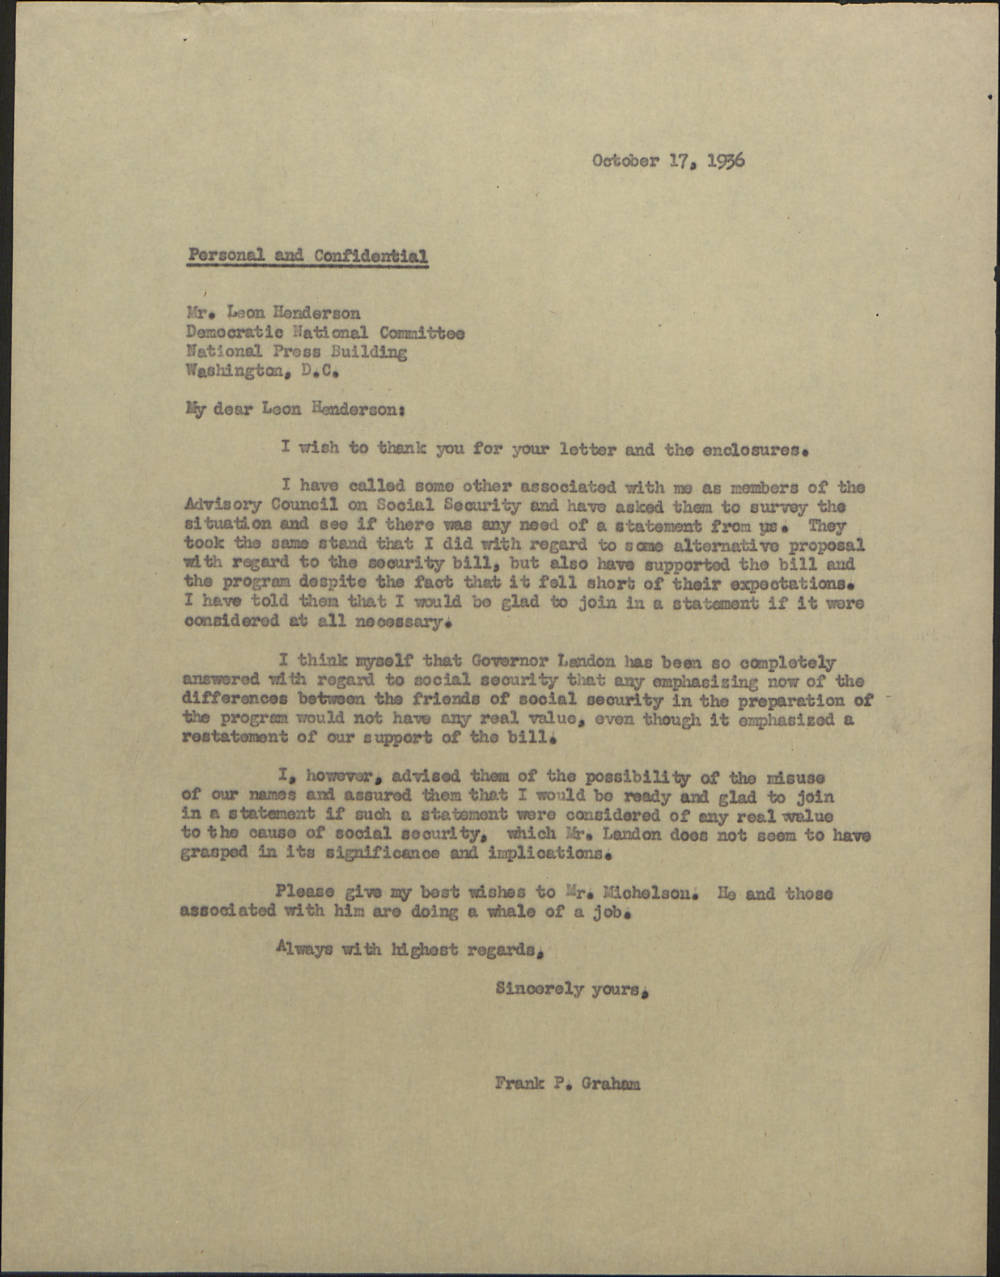 October 17, 1936
Personal and Confidential
Mr. Leon Henderson
Democratic National Committee
National Press Building
Washington, D.C.
My dear Leon Henderson:
I wish to thank you for your letter and the enclosures.
I have called some other associated with me as members of the
Advisory Council on Social Security and have asked them to survey the
situation and see if there was any need of a statement from us. They
took the same stand that I did with regard to some alternative proposal
with regard to the security bill, but also have supported the bill and
the program despite the fact that it fell short of their expectations.
I have told them that I would be glad to join in a statement if it were
considered at all necessary.
I think myself that Governor Landon has been so completely
answered with regard to social security that any emphasizing now of the
differences between the friends of social security in the preparation of
the program would not have any real value, even though it emphasized a
restatement of our support of the bill.
I, however, advised them of the possibility of the misuse
of our names and assured them that I would be ready and glad to join
in a statement if such a statement were considered of any real value
to the cause of social security, which Mr. Landon does not seem to have
grasped in its significance and implications.
Please give my best wishes to Mr. Michelson. He and those
associated with him are doing a whale of a job.
Always with highest regards,
Sincerely yours,
Frank P. Graham